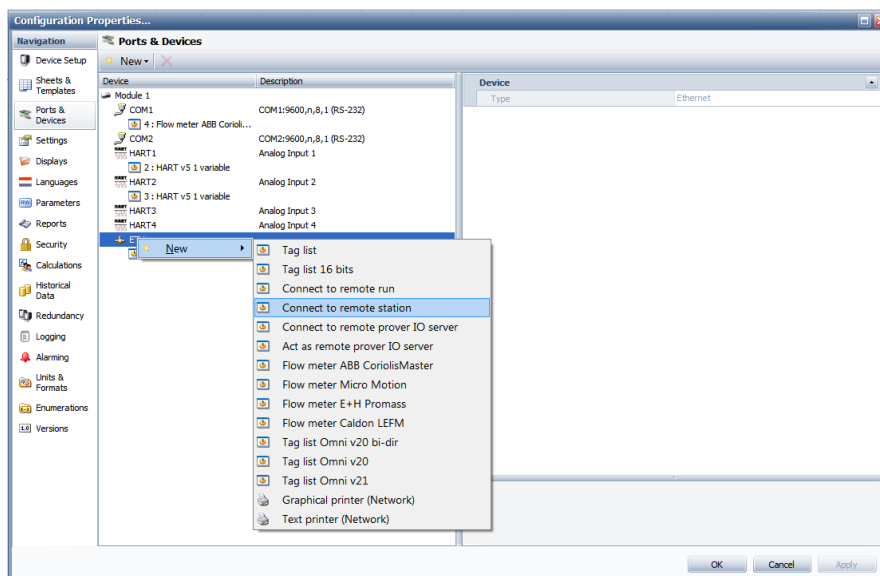 Configuration Properties...
Navigation
Device Setup
Sheets &
Templates
Ports &
Devices
Settings
Displays
Languages
Parameters
Reports
Security
Calculations
Historical
Data
Redundancy
Logging
Alarming
Units &
Formats
Enumerations
1.0 Versions
Ports & Devices
New
Device Description
Module 1
COM1 COM1:9600,n,8,1 (RS-232)
4 : Flow meter ABB Corioli...
COM2 COM2:9600,n,8,1 (RS-232)
HART HART1 Analog Input 1
2 : HART v5 1 variable
HART HART2 Analog Input 2
3 : HART v5 1 variable
HART HART3 Analog Input 3
HART HART4 Analog Input 4
New
Tag list
Tag list 16 bits
Connect to remote run
Connect to remote station
Connect to remote prover IO server
Act as remote prover IO server
Flow meter ABB CoriolisMaster
Flow meter Micro Motion
Flow meter E+H Promass
Flow meter Caldon LEFM
Tag list Omni v20 bi-dir
Tag list Omni v20
Tag list Omni v21
Graphical printer (Network)
Text printer (Network)
Device
Type Ethernet
OK Cancel Apply